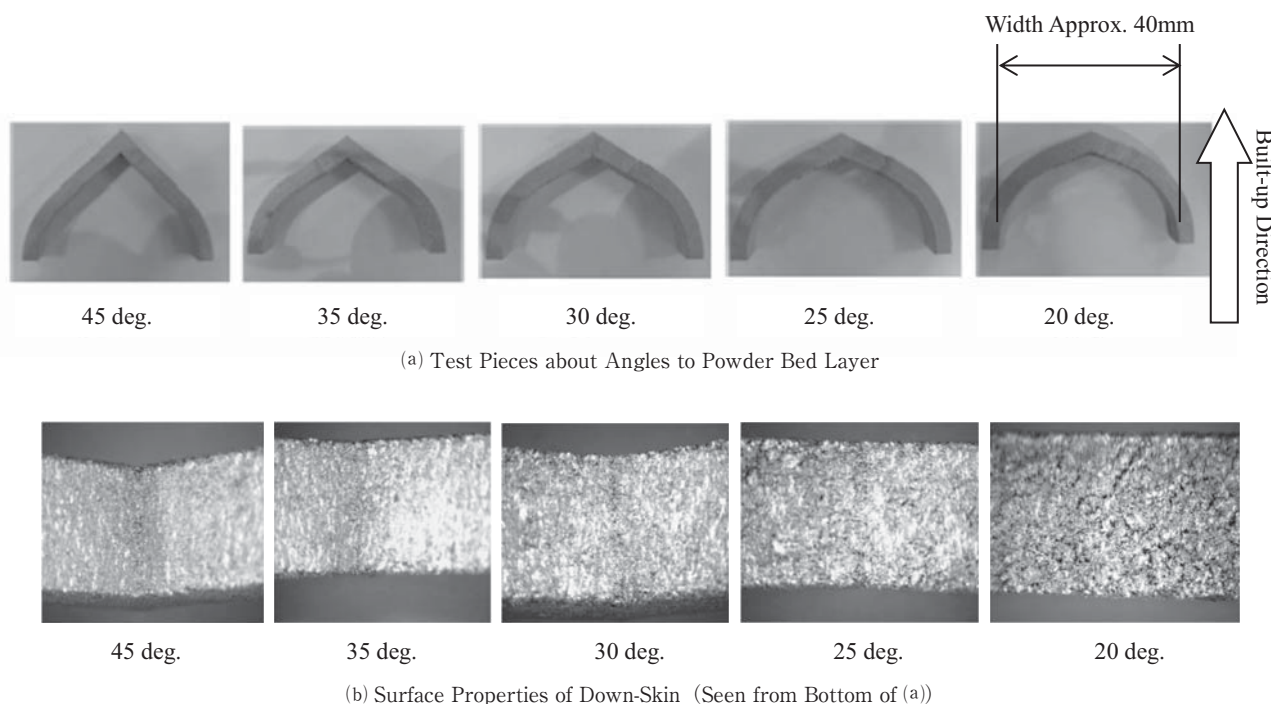 Width Approx. 40mm
Built-up Direction
45 deg.
35 deg.
30 deg.
25 deg.
20 deg.
(a) Test Pieces about Angles to Powder Bed Layer
45 deg.
35 deg.
30 deg.
25 deg.
20 deg.
(b) Surface Properties of Down-Skin (Seen from Bottom of (a))